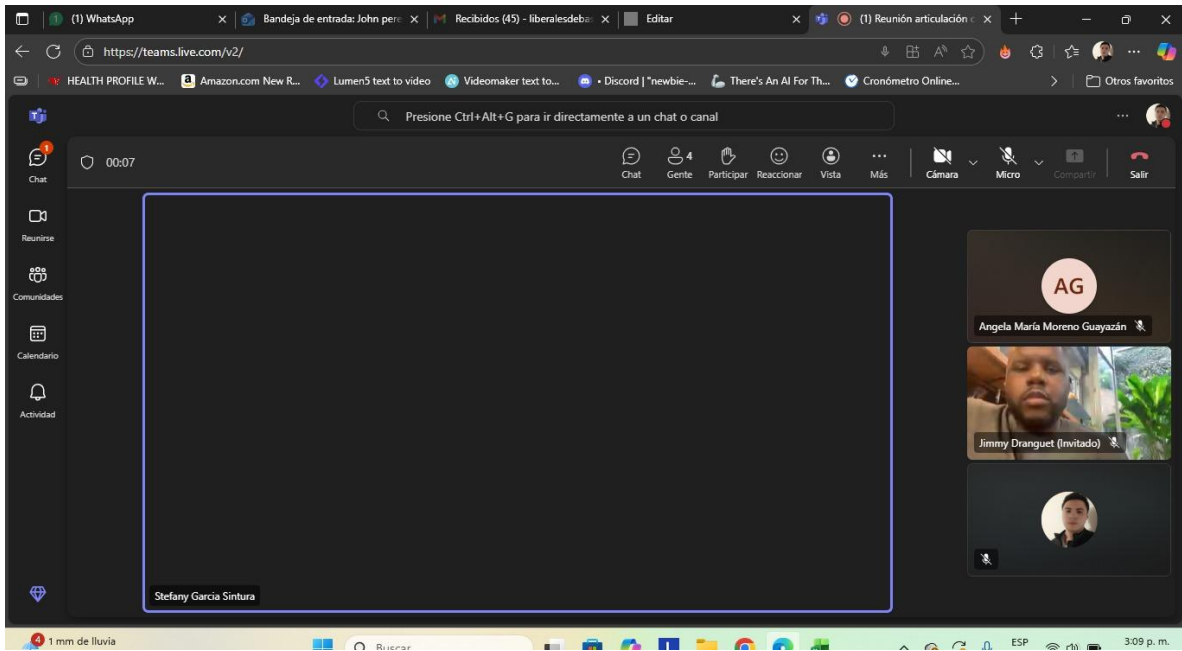 (1) WhatsApp
Bandeja de entrada: John pere
Recibidos (45) - liberalesdebas
Editar
(1) Reunión articulación c
https://teams.live.com/v2/
HEALTH PROFILE W...
Amazon.com New R...
Lumen5 text to video
Videomaker text to...
• Discord | "newbie-...
There's An AI For Th...
Cronómetro Online...
Otros favoritos
Presione Ctrl+Alt+G para ir directamente a un chat o canal
1
Chat
Reunirse
Comunidades
Calendario
Actividad
00:07
Chat
4
Gente
Participar
Reaccionar
Vista
Más
Cámara
Micro
Compartir
Salir
AG
Angela María Moreno Guayazán
Jimmy Dranguet (Invitado)
Stefany Garcia Sintura
4
1 mm de lluvia
Buscar
ESP
3:09 p. m.